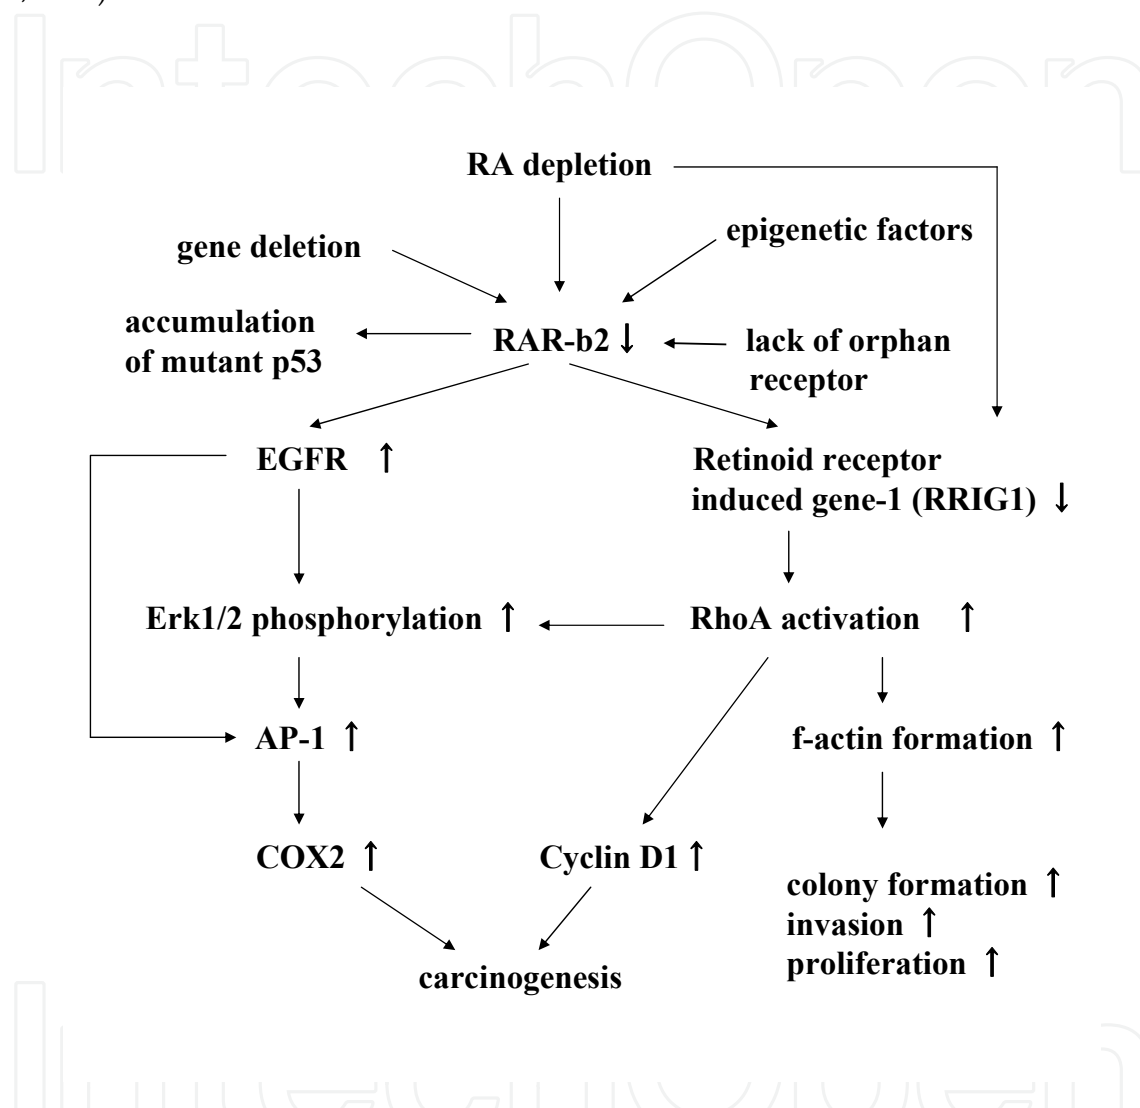 IntechOpen
RA depletion
epigenetic factors
gene deletion
accumulation
of mutant p53
RAR-b2 ↓
lack of orphan
receptor
EGFR ↑
Retinoid receptor
induced gene-1 (RRIG1) ↓
Erk1/2 phosphorylation ↑
RhoA activation ↑
AP-1 ↑
f-actin formation ↑
COX2 ↑
Cyclin D1 ↑
colony formation ↑
invasion ↑
proliferation ↑
carcinogenesis
IntechOpen